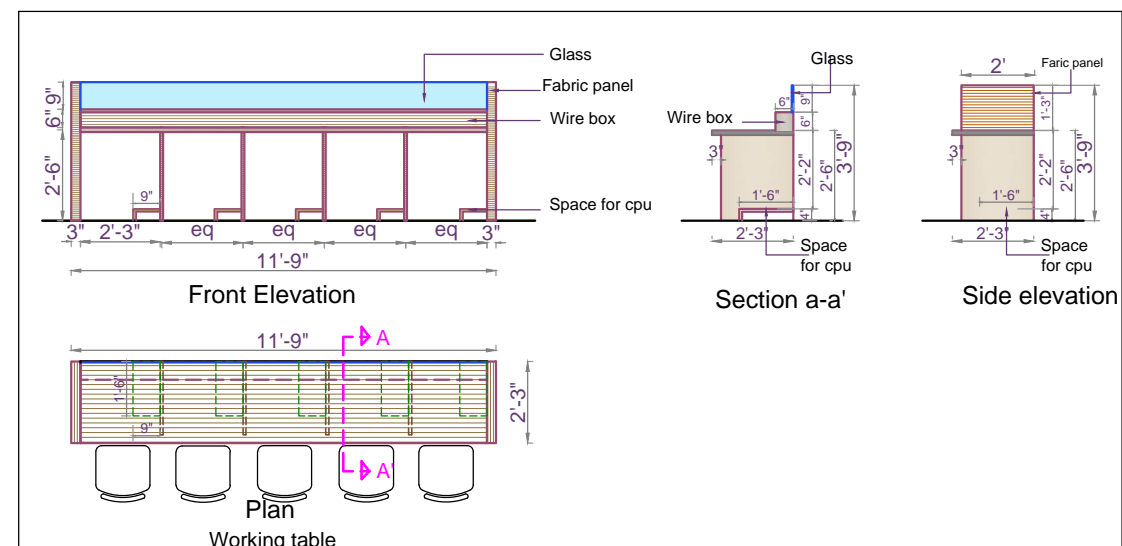 Glass
Fabric panel
Wire box
Space for cpu
9"
6"
2'-6"
9"
3"
2'-3"
eq
eq
eq
eq
3"
11'-9"
Front Elevation
Glass
Wire box
6"
9"
6"
3"
2'-2"
2'-6"
3'-9"
1'-6"
4"
2'-3"
Space
for cpu
Section a-a'
2'
Faric panel
1'-3"
3"
2'-2"
2'-6"
3'-9"
1'-6"
4"
2'-3"
Space
for cpu
Side elevation
11'-9"
A
1'-6"
9"
2'-3"
A'
Plan
Working table